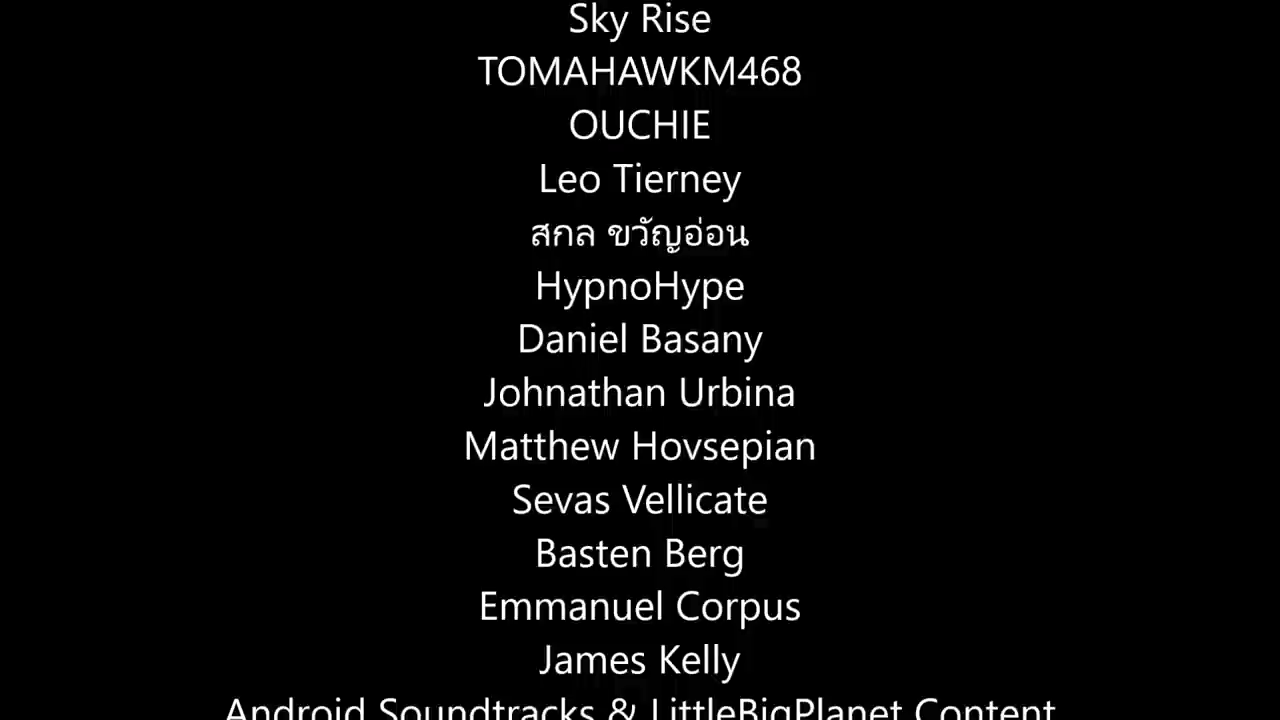 Sky Rise
TOMAHAWKM468
OUCHIE
Leo Tierney
สกล ขวัญอ่อน
HypnoHype
Daniel Basany
Johnathan Urbina
Matthew Hovsepian
Sevas Vellicate
Basten Berg
Emmanuel Corpus
James Kelly
Android Soundtracks & LittleBigPlanet Content